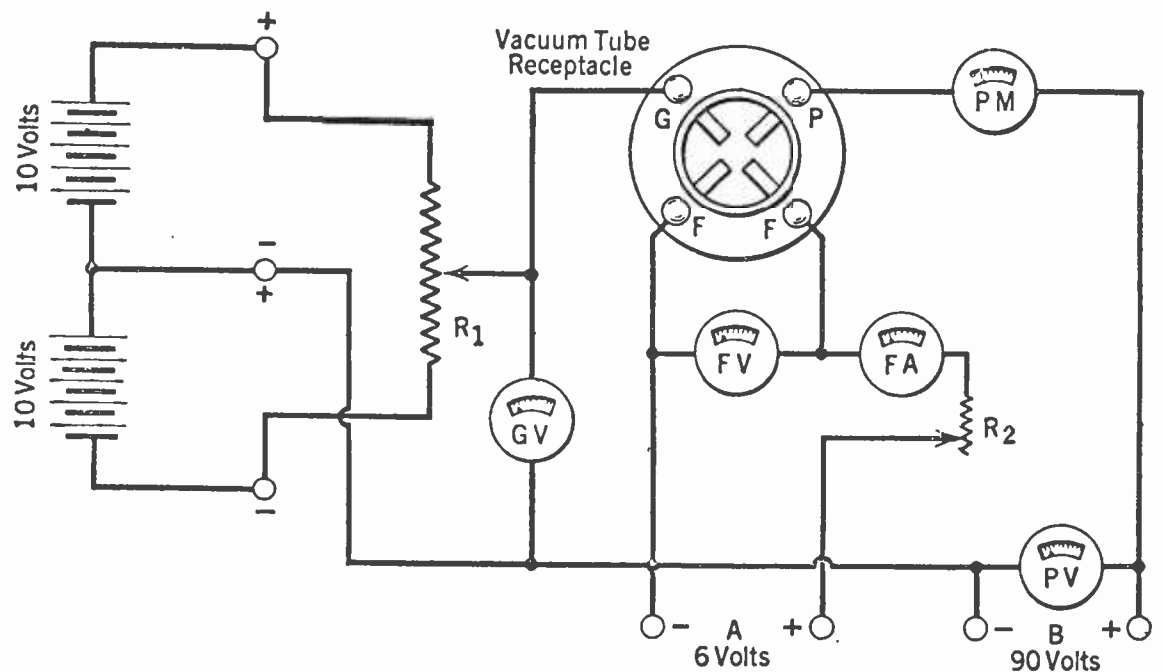 +
10 Volts
-
+
10 Volts
-
R1
Vacuum Tube
Receptacle
G
P
F
F
PM
GV
FV
FA
R2
PV
- A +
6 Volts
- B +
90 Volts